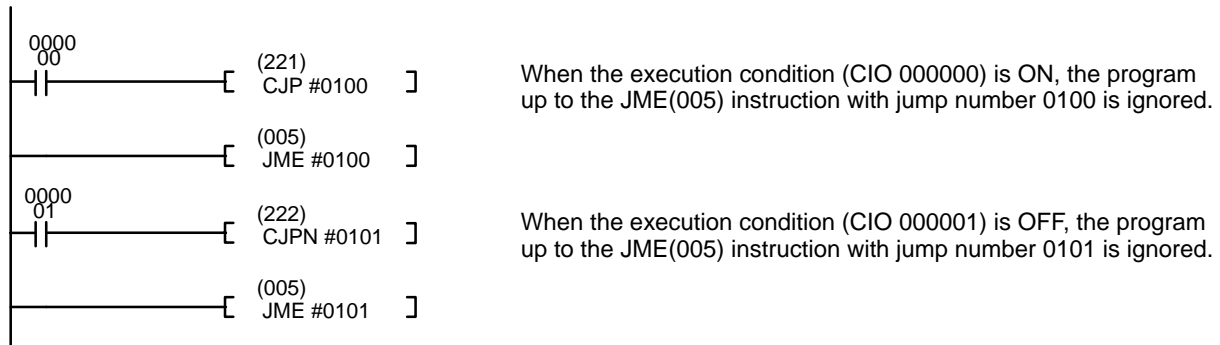 0000
00
(221)
CJP #0100
When the execution condition (CIO 000000) is ON, the program
up to the JME(005) instruction with jump number 0100 is ignored.
(005)
JME #0100
0000
01
(222)
CJPN #0101
When the execution condition (CIO 000001) is OFF, the program
up to the JME(005) instruction with jump number 0101 is ignored.
(005)
JME #0101